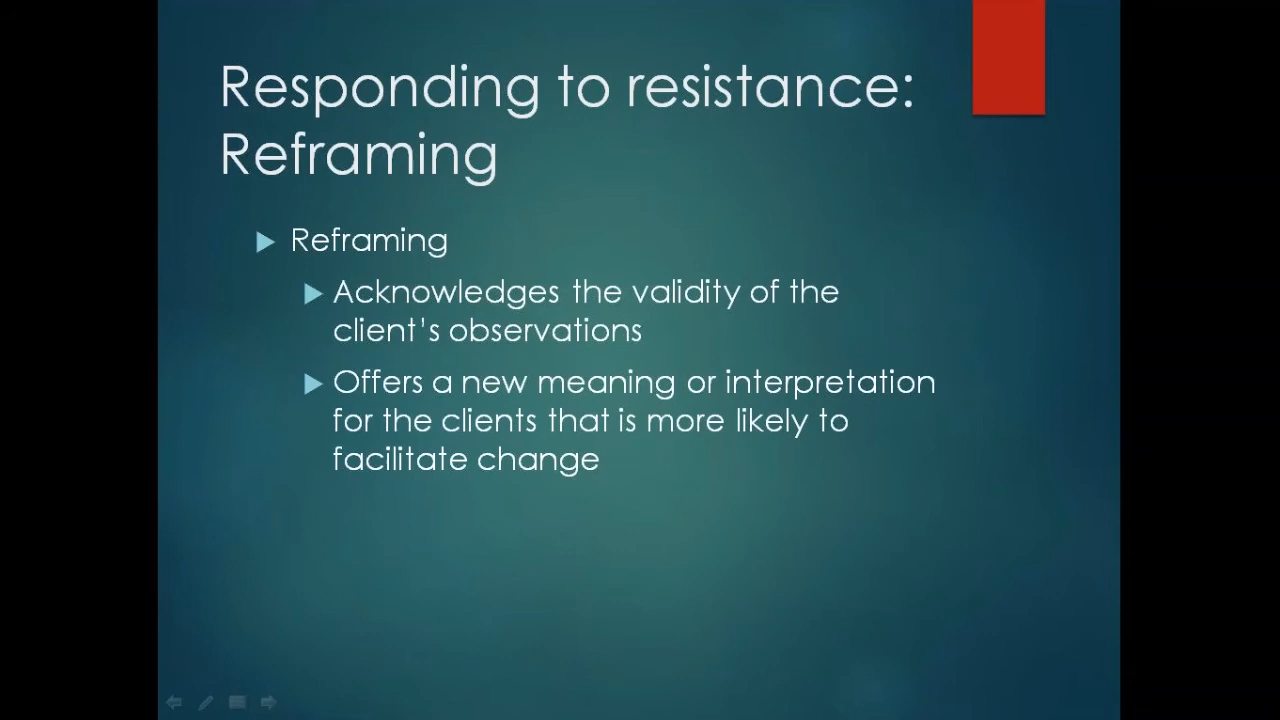 Responding to resistance:
Reframing
Reframing
Acknowledges the validity of the
client's observations
Offers a new meaning or interpretation
for the clients that is more likely to
facilitate change